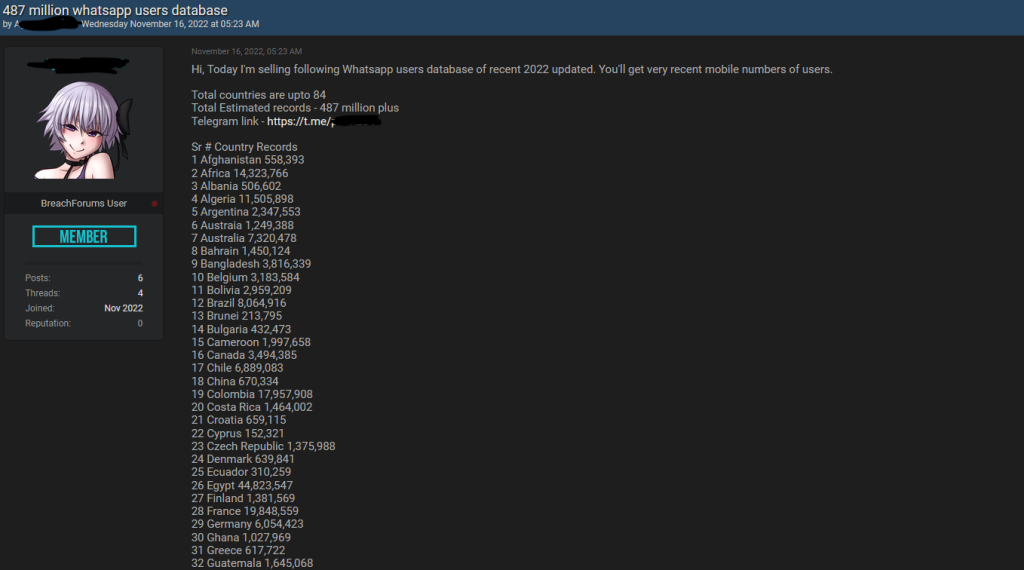 487 million whatsapp users database
by A Wednesday November 16, 2022 at 05:23 AM
BreachForums User
MEMBER
Posts: 6
Threads: 4
Joined: Nov 2022
Reputation: 0
November 16, 2022, 05:23 AM
Hi, Today I'm selling following Whatsapp users database of recent 2022 updated. You'll get very recent mobile numbers of users.
Total countries are upto 84
Total Estimated records - 487 million plus
Telegram link - https://t.me/
Sr # Country Records
1 Afghanistan 558,393
2 Africa 14,323,766
3 Albania 506,602
4 Algeria 11,505,898
5 Argentina 2,347,553
6 Austraia 1,249,388
7 Australia 7,320,478
8 Bahrain 1,450,124
9 Bangladesh 3,816,339
10 Belgium 3,183,584
11 Bolivia 2,959,209
12 Brazil 8,064,916
13 Brunei 213,795
14 Bulgaria 432,473
15 Cameroon 1,997,658
16 Canada 3,494,385
17 Chile 6,889,083
18 China 670,334
19 Colombia 17,957,908
20 Costa Rica 1,464,002
21 Croatia 659,115
22 Cyprus 152,321
23 Czech Republic 1,375,988
24 Denmark 639,841
25 Ecuador 310,259
26 Egypt 44,823,547
27 Finland 1,381,569
28 France 19,848,559
29 Germany 6,054,423
30 Ghana 1,027,969
31 Greece 617,722
32 Guatemala 1,645,068